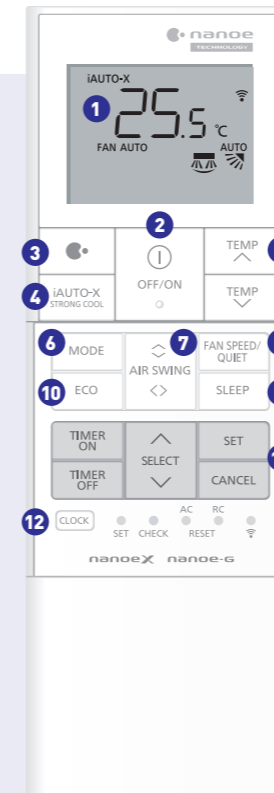 nanoe
TECHNOLOGY
iAUTO-X
1
25.5 °C
FAN AUTO
AUTO
2
3
OFF/ON
TEMP
4
iAUTO-X
STRONG COOL
TEMP
6
MODE
7
AIR SWING
FAN SPEED/
QUIET
10
ECO
SLEEP
TIMER
ON
SELECT
SET
TIMER
OFF
CANCEL
12
CLOCK
AC
RC
SET
CHECK
RESET
nanoeX nanoe-G